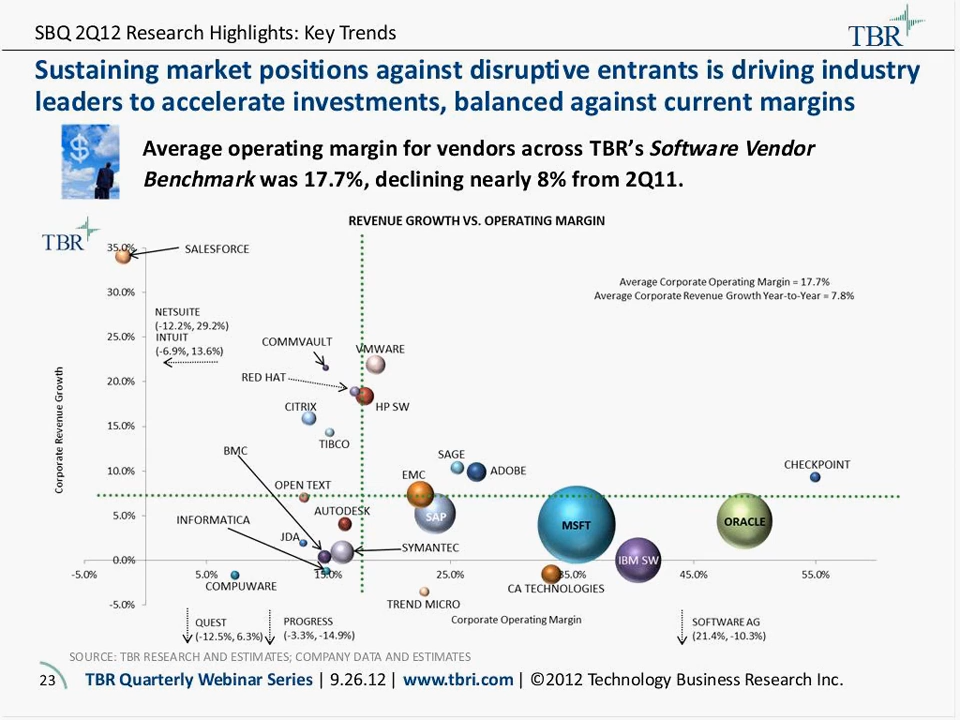 SBQ 2Q12 Research Highlights: Key Trends
TBR
Sustaining market positions against disruptive entrants is driving industry
leaders to accelerate investments, balanced against current margins
$
Average operating margin for vendors across TBR’s Software Vendor
Benchmark was 17.7%, declining nearly 8% from 2Q11.
REVENUE GROWTH VS. OPERATING MARGIN
TBR
35.0%
SALESFORCE
Average Corporate Operating Margin = 17.7%
Average Corporate Revenue Growth Year-to-Year = 7.8%
30.0%
NETSUITE
(-12.2%, 29.2%)
INTUIT
(-6.9%, 13.6%)
25.0%
COMMVAULT
VMWARE
RED HAT
20.0%
CITRIX
HP SW
15.0%
TIBCO
BMC
SAGE
ADOBE
CHECKPOINT
10.0%
EMC
OPEN TEXT
Corporate Revenue Growth
5.0%
INFORMATICA
AUTODESK
SAP
MSFT
ORACLE
JDA
SYMANTEC
0.0%
IBM SW
-5.0%
5.0%
15.0%
25.0%
35.0%
45.0%
55.0%
COMPUWARE
CA TECHNOLOGIES
-5.0%
TREND MICRO
Corporate Operating Margin
QUEST
(-12.5%, 6.3%)
PROGRESS
(-3.3%, -14.9%)
SOFTWARE AG
(21.4%, -10.3%)
SOURCE: TBR RESEARCH AND ESTIMATES; COMPANY DATA AND ESTIMATES
23 TBR Quarterly Webinar Series | 9.26.12 | www.tbri.com | ©2012 Technology Business Research Inc.